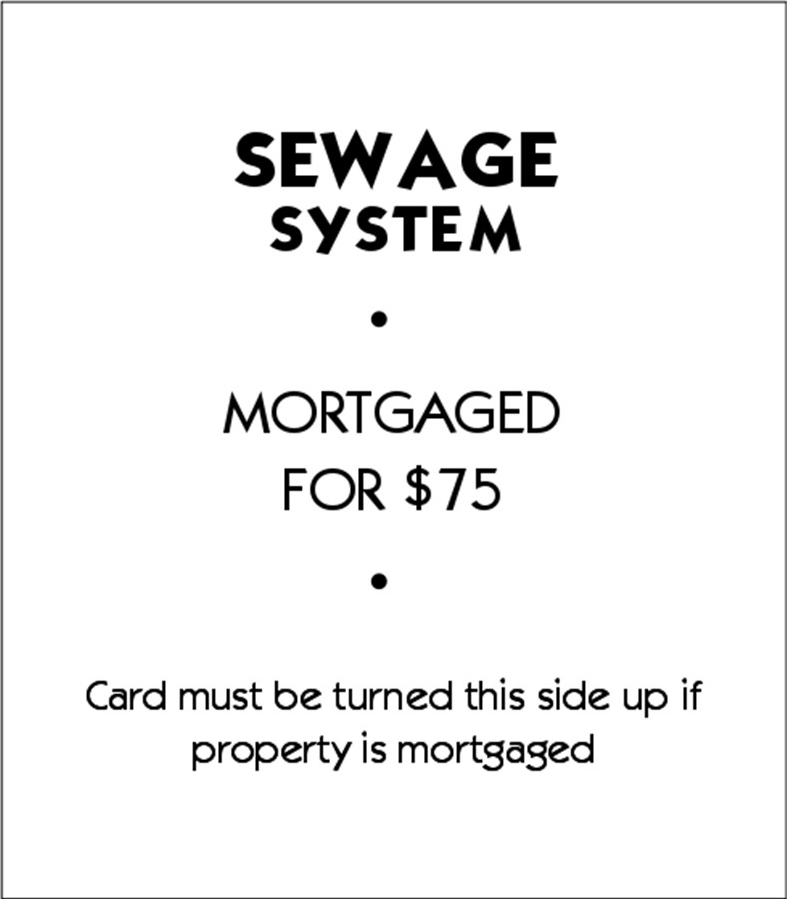 SEWAGE
SYSTEM
•
MORTGAGED
FOR $75
•
Card must be turned this side up if
property is mortgaged